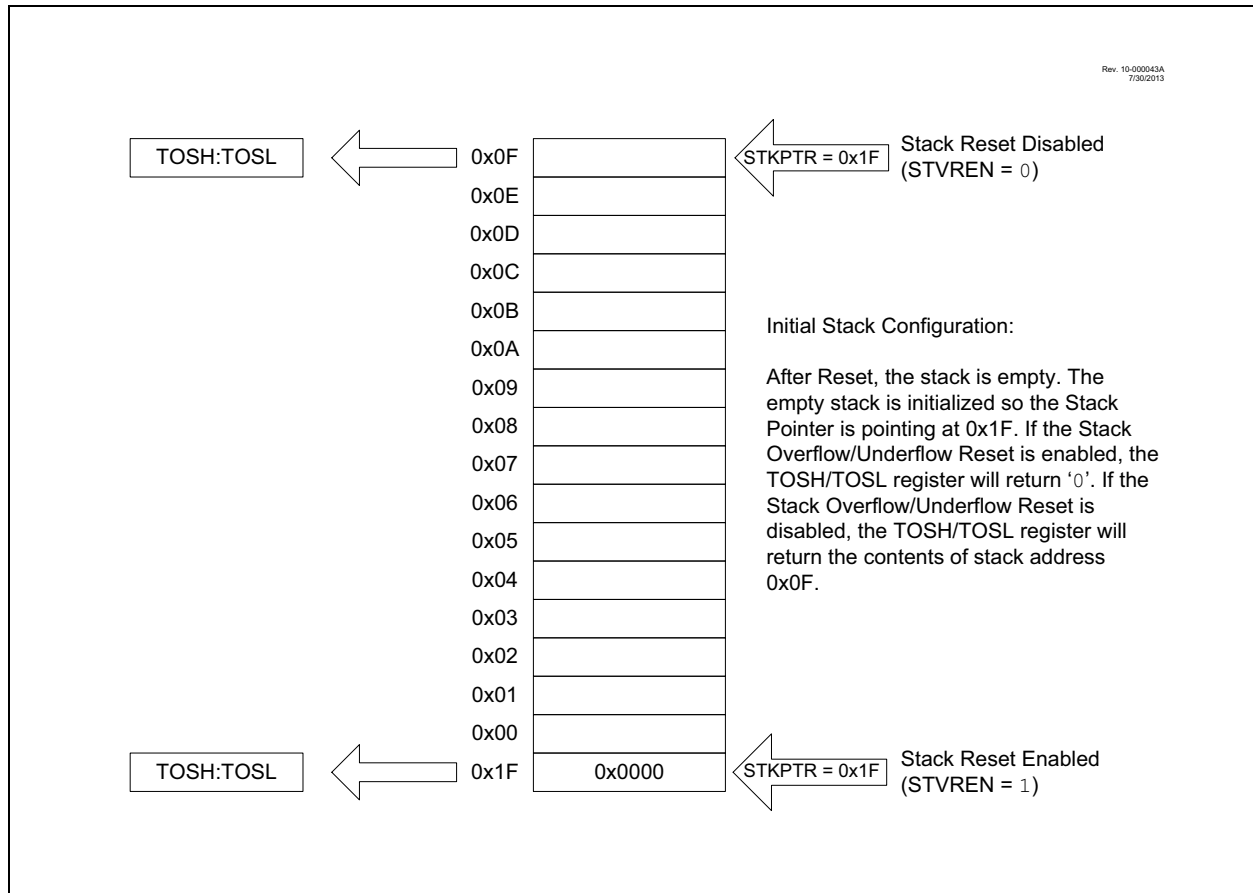 Rev. 10-000043A
7/30/2013
TOSH:TOSL
0x0F
STKPTR = 0x1F
Stack Reset Disabled
(STVREN = 0)
0x0E
0x0D
0x0C
0x0B
0x0A
0x09
0x08
0x07
0x06
0x05
0x04
0x03
0x02
0x01
0x00
Initial Stack Configuration:
After Reset, the stack is empty. The
empty stack is initialized so the Stack
Pointer is pointing at 0x1F. If the Stack
Overflow/Underflow Reset is enabled, the
TOSH/TOSL register will return ‘0’. If the
Stack Overflow/Underflow Reset is
disabled, the TOSH/TOSL register will
return the contents of stack address
0x0F.
TOSH:TOSL
0x1F
0x0000
STKPTR = 0x1F
Stack Reset Enabled
(STVREN = 1)